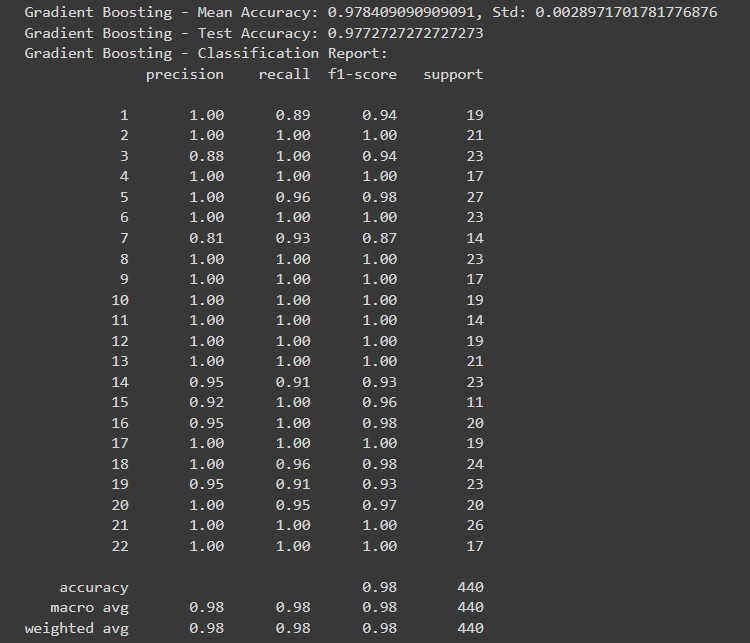 Gradient Boosting - Mean Accuracy: 0.978409090909091, Std: 0.0028971701781776876
Gradient Boosting - Test Accuracy: 0.9772727272727273
Gradient Boosting - Classification Report:
precision recall f1-score support
1 1.00 0.89 0.94 19
2 1.00 1.00 1.00 21
3 0.88 1.00 0.94 23
4 1.00 1.00 1.00 17
5 1.00 0.96 0.98 27
6 1.00 1.00 1.00 23
7 0.81 0.93 0.87 14
8 1.00 1.00 1.00 23
9 1.00 1.00 1.00 17
10 1.00 1.00 1.00 19
11 1.00 1.00 1.00 14
12 1.00 1.00 1.00 19
13 1.00 1.00 1.00 21
14 0.95 0.91 0.93 23
15 0.92 1.00 0.96 11
16 0.95 1.00 0.98 20
17 1.00 1.00 1.00 19
18 1.00 0.96 0.98 24
19 0.95 0.91 0.93 23
20 1.00 0.95 0.97 20
21 1.00 1.00 1.00 26
22 1.00 1.00 1.00 17
accuracy 0.98 440
macro avg 0.98 0.98 0.98 440
weighted avg 0.98 0.98 0.98 440